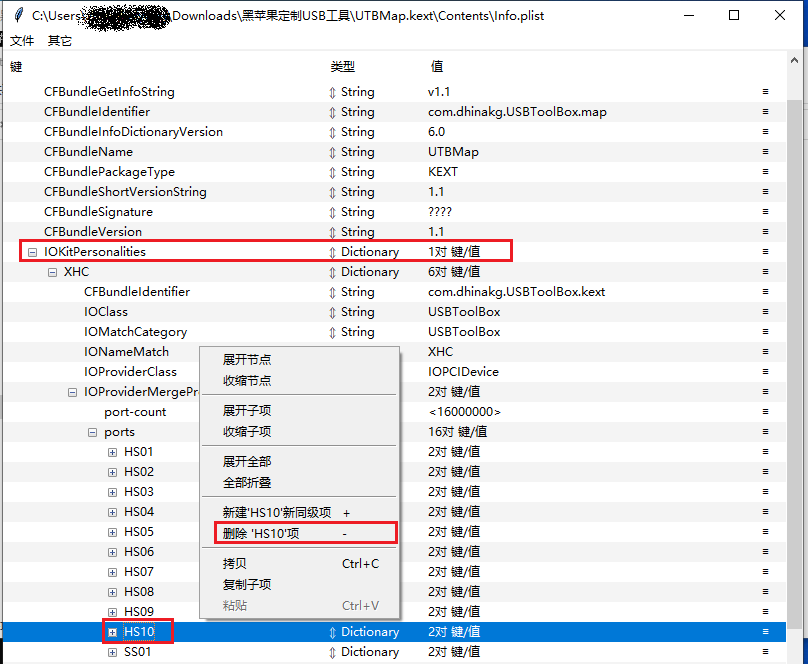 C:\Users\ \Downloads\黑苹果定制USB工具\UTBMap.kext\Contents\Info.plist
文件 其它
键 类型 值
CFBundleGetInfoString String v1.1
CFBundleIdentifier String com.dhinakg.USBToolBox.map
CFBundleInfoDictionaryVersion String 6.0
CFBundleName String UTBMap
CFBundlePackageType String KEXT
CFBundleShortVersionString String 1.1
CFBundleSignature String ????
CFBundleVersion String 1.1
IOKitPersonalities Dictionary 1对 键/值
XHC Dictionary 6对 键/值
CFBundleIdentifier String com.dhinakg.USBToolBox.kext
IOClass String USBToolBox
IOMatchCategory String USBToolBox
IONameMatch XHC
IOProviderClass IOPCIDevice
IOProviderMergePr 2对 键/值
port-count <16000000>
ports 16对 键/值
HS01 2对 键/值
HS02 2对 键/值
HS03 2对 键/值
HS04 2对 键/值
HS05 2对 键/值
HS06 2对 键/值
HS07 2对 键/值
HS08 2对 键/值
HS09 2对 键/值
HS10 Dictionary 2对 键/值
SS01 Dictionary 2对 键/值
展开节点
收缩节点
展开子项
收缩子项
展开全部
全部折叠
新建'HS10'新同级项 +
删除 'HS10'项 -
拷贝 Ctrl+C
复制子项
粘贴 Ctrl+V